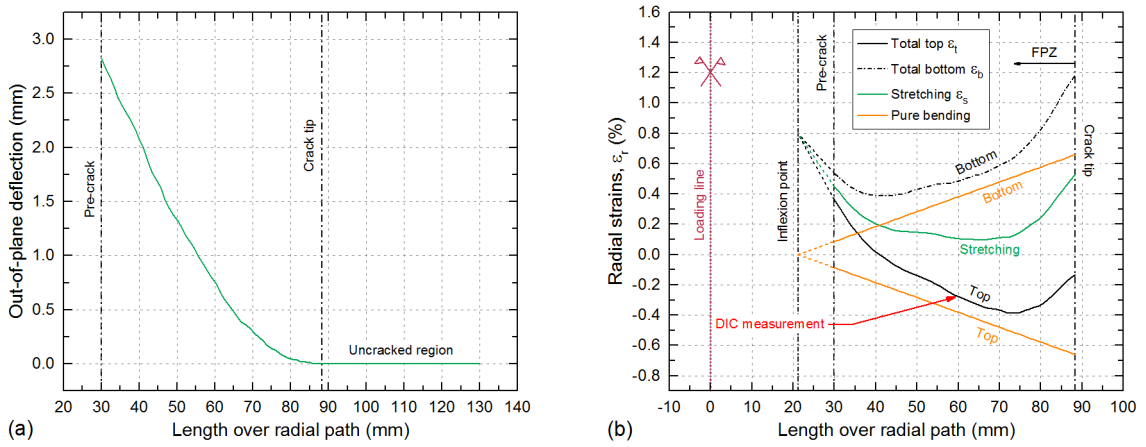 Out-of-plane deflection (mm)
3.0
2.5
2.0
1.5
1.0
0.5
0.0
Pre-crack
Crack tip
Uncracked region
20 30 40 50 60 70 80 90 100 110 120 130 140
Length over radial path (mm)
(a)
Radial strains, εr (%)
1.6
1.4
1.2
1.0
0.8
0.6
0.4
0.2
0.0
-0.2
-0.4
-0.6
-0.8
Loading line
Inflexion point
Pre-crack
Total top εt
Total bottom εb
Stretching εs
Pure bending
FPZ
Crack tip
Bottom
Bottom
Stretching
Top
DIC measurement
Top
-10 0 10 20 30 40 50 60 70 80 90 100
Length over radial path (mm)
(b)